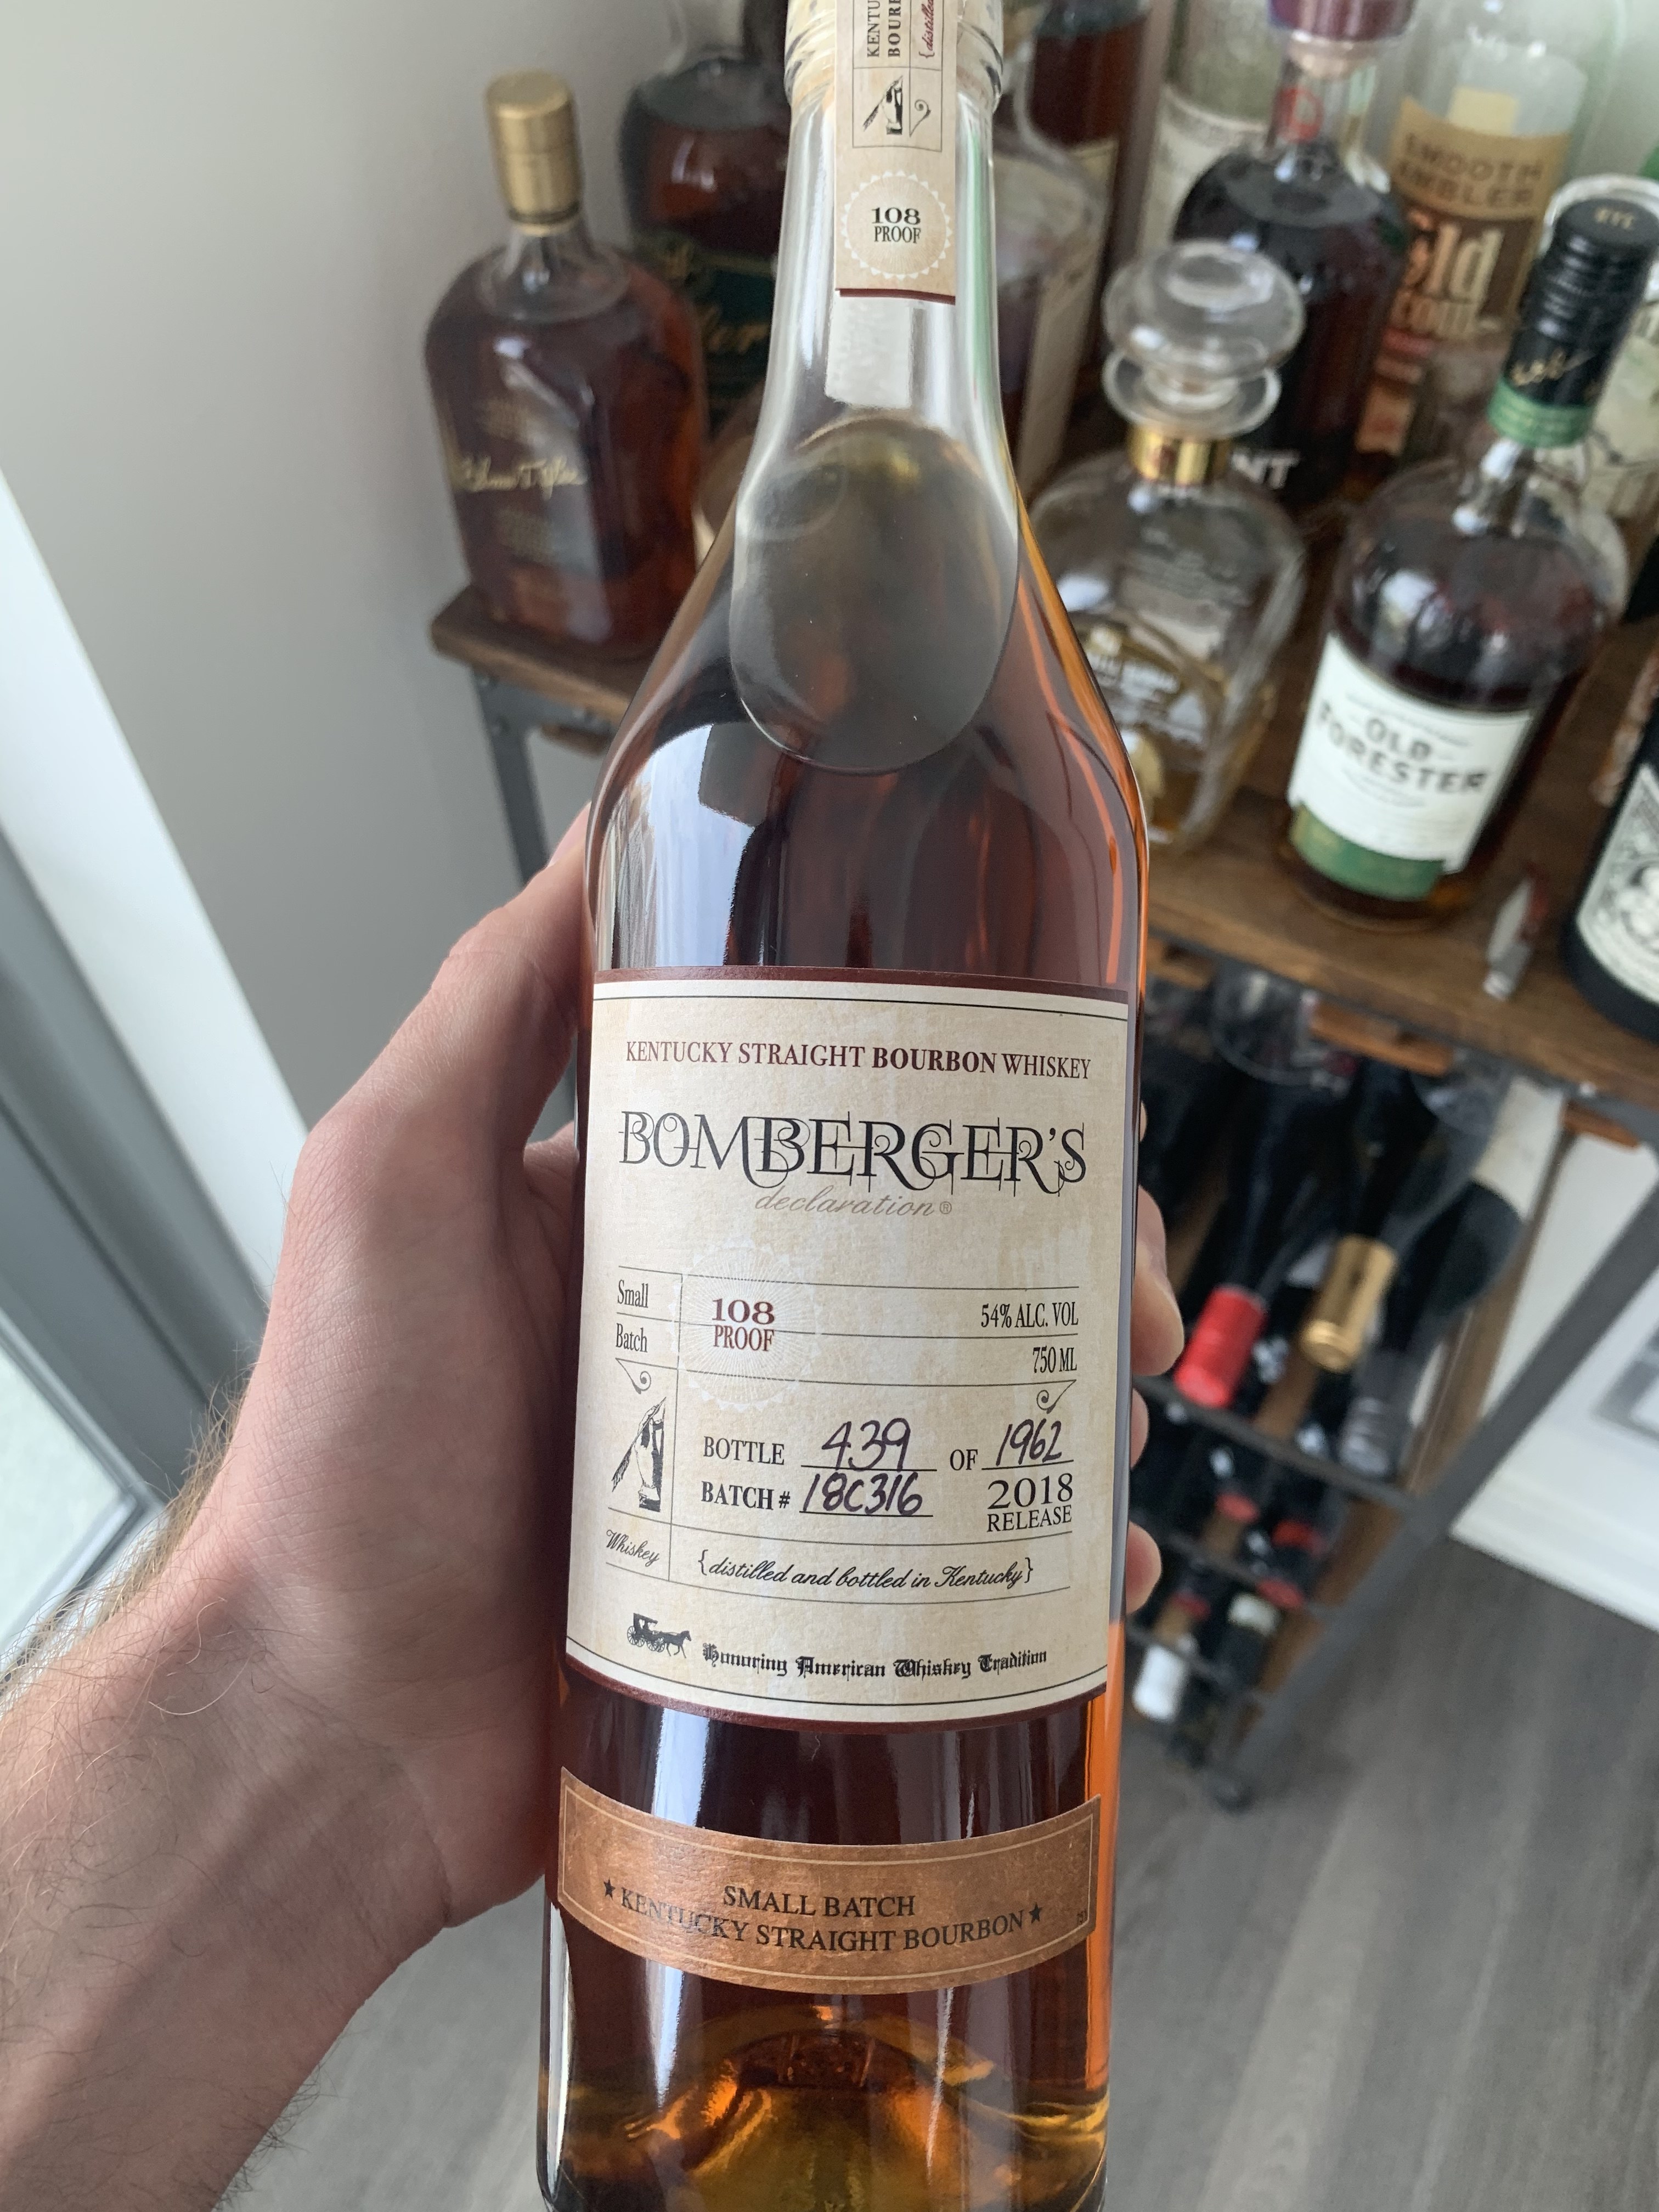 108
PROOF
SMOOTH
AMBLER
Old
OLD
FORESTER
KENTUCKY STRAIGHT BOURBON WHISKEY
BOMBERGER'S
declaration®
Small
Batch
108
PROOF
54% ALC. VOL
750 ML
BOTTLE 439 OF 1962
BATCH # 18C316
2018
RELEASE
Whiskey
{distilled and bottled in Kentucky}
Honoring American Whiskey Tradition
SMALL BATCH
★ KENTUCKY STRAIGHT BOURBON ★